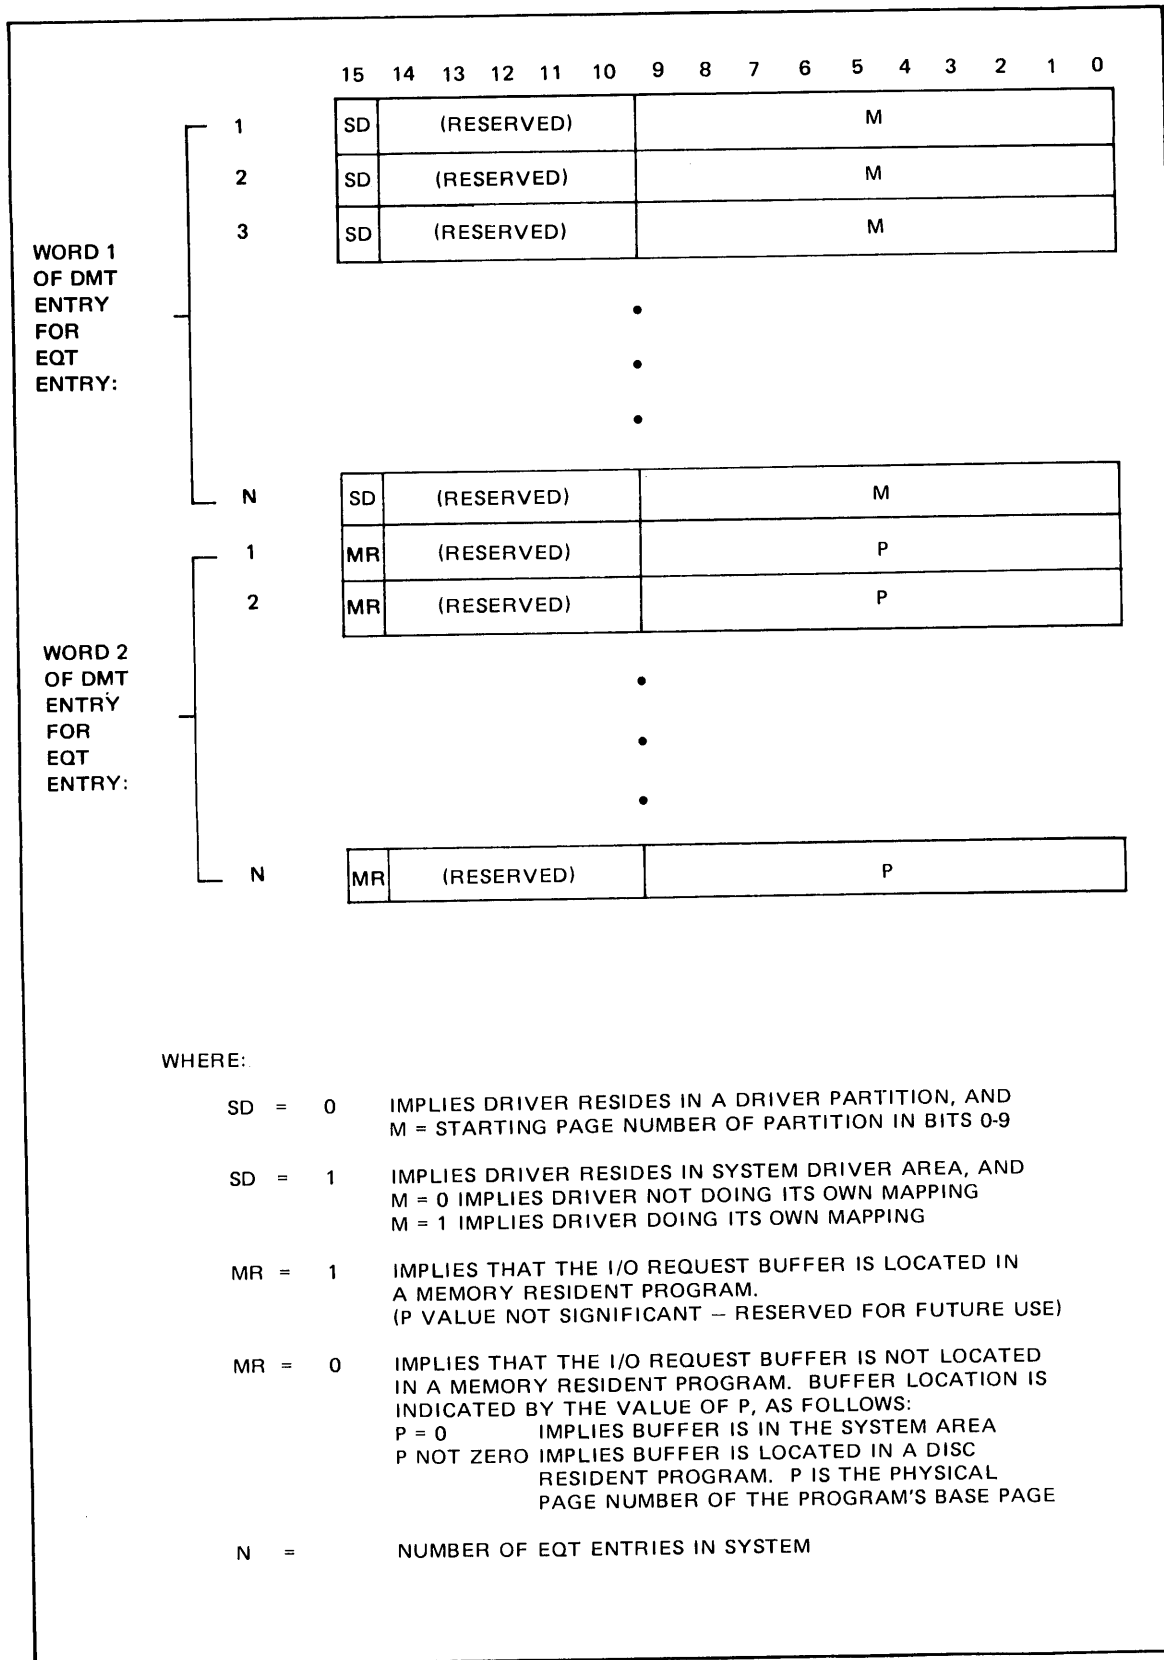 15 14 13 12 11 10 9 8 7 6 5 4 3 2 1 0
1 SD (RESERVED) M
2 SD (RESERVED) M
3 SD (RESERVED) M
WORD 1
OF DMT
ENTRY
FOR
EQT
ENTRY:
N SD (RESERVED) M
1 MR (RESERVED) P
2 MR (RESERVED) P
WORD 2
OF DMT
ENTRY
FOR
EQT
ENTRY:
N MR (RESERVED) P
WHERE:
SD = 0 IMPLIES DRIVER RESIDES IN A DRIVER PARTITION, AND
M = STARTING PAGE NUMBER OF PARTITION IN BITS 0-9
SD = 1 IMPLIES DRIVER RESIDES IN SYSTEM DRIVER AREA, AND
M = 0 IMPLIES DRIVER NOT DOING ITS OWN MAPPING
M = 1 IMPLIES DRIVER DOING ITS OWN MAPPING
MR = 1 IMPLIES THAT THE I/O REQUEST BUFFER IS LOCATED IN
A MEMORY RESIDENT PROGRAM.
(P VALUE NOT SIGNIFICANT – RESERVED FOR FUTURE USE)
MR = 0 IMPLIES THAT THE I/O REQUEST BUFFER IS NOT LOCATED
IN A MEMORY RESIDENT PROGRAM. BUFFER LOCATION IS
INDICATED BY THE VALUE OF P, AS FOLLOWS:
P = 0 IMPLIES BUFFER IS IN THE SYSTEM AREA
P NOT ZERO IMPLIES BUFFER IS LOCATED IN A DISC
RESIDENT PROGRAM. P IS THE PHYSICAL
PAGE NUMBER OF THE PROGRAM'S BASE PAGE
N = NUMBER OF EQT ENTRIES IN SYSTEM